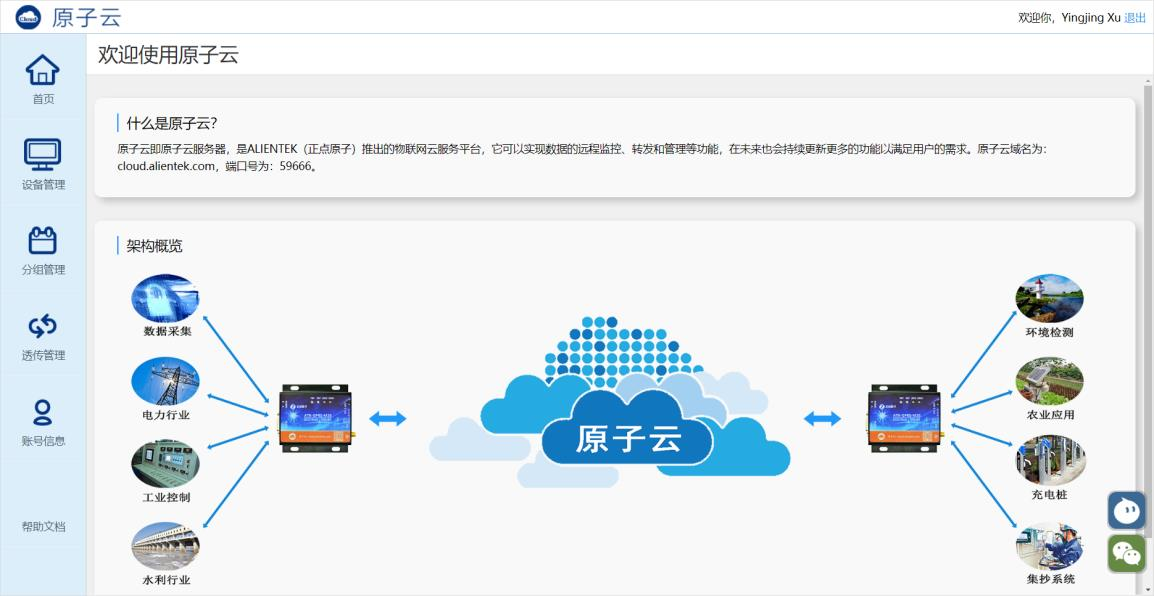 Cloud
原子云
欢迎你，Yingjing Xu 退出
首页
设备管理
分组管理
透传管理
账号信息
帮助文档
欢迎使用原子云
什么是原子云？
原子云即原子云服务器，是ALIENTEK（正点原子）推出的物联网云服务平台，它可以实现数据的远程监控、转发和管理等功能，在未来也会持续更新更多的功能以满足用户的需求。原子云域名为：
cloud.alientek.com，端口号为：59666。
架构概览
数据采集
电力行业
工业控制
水利行业
原子云
环境检测
农业应用
充电桩
集抄系统